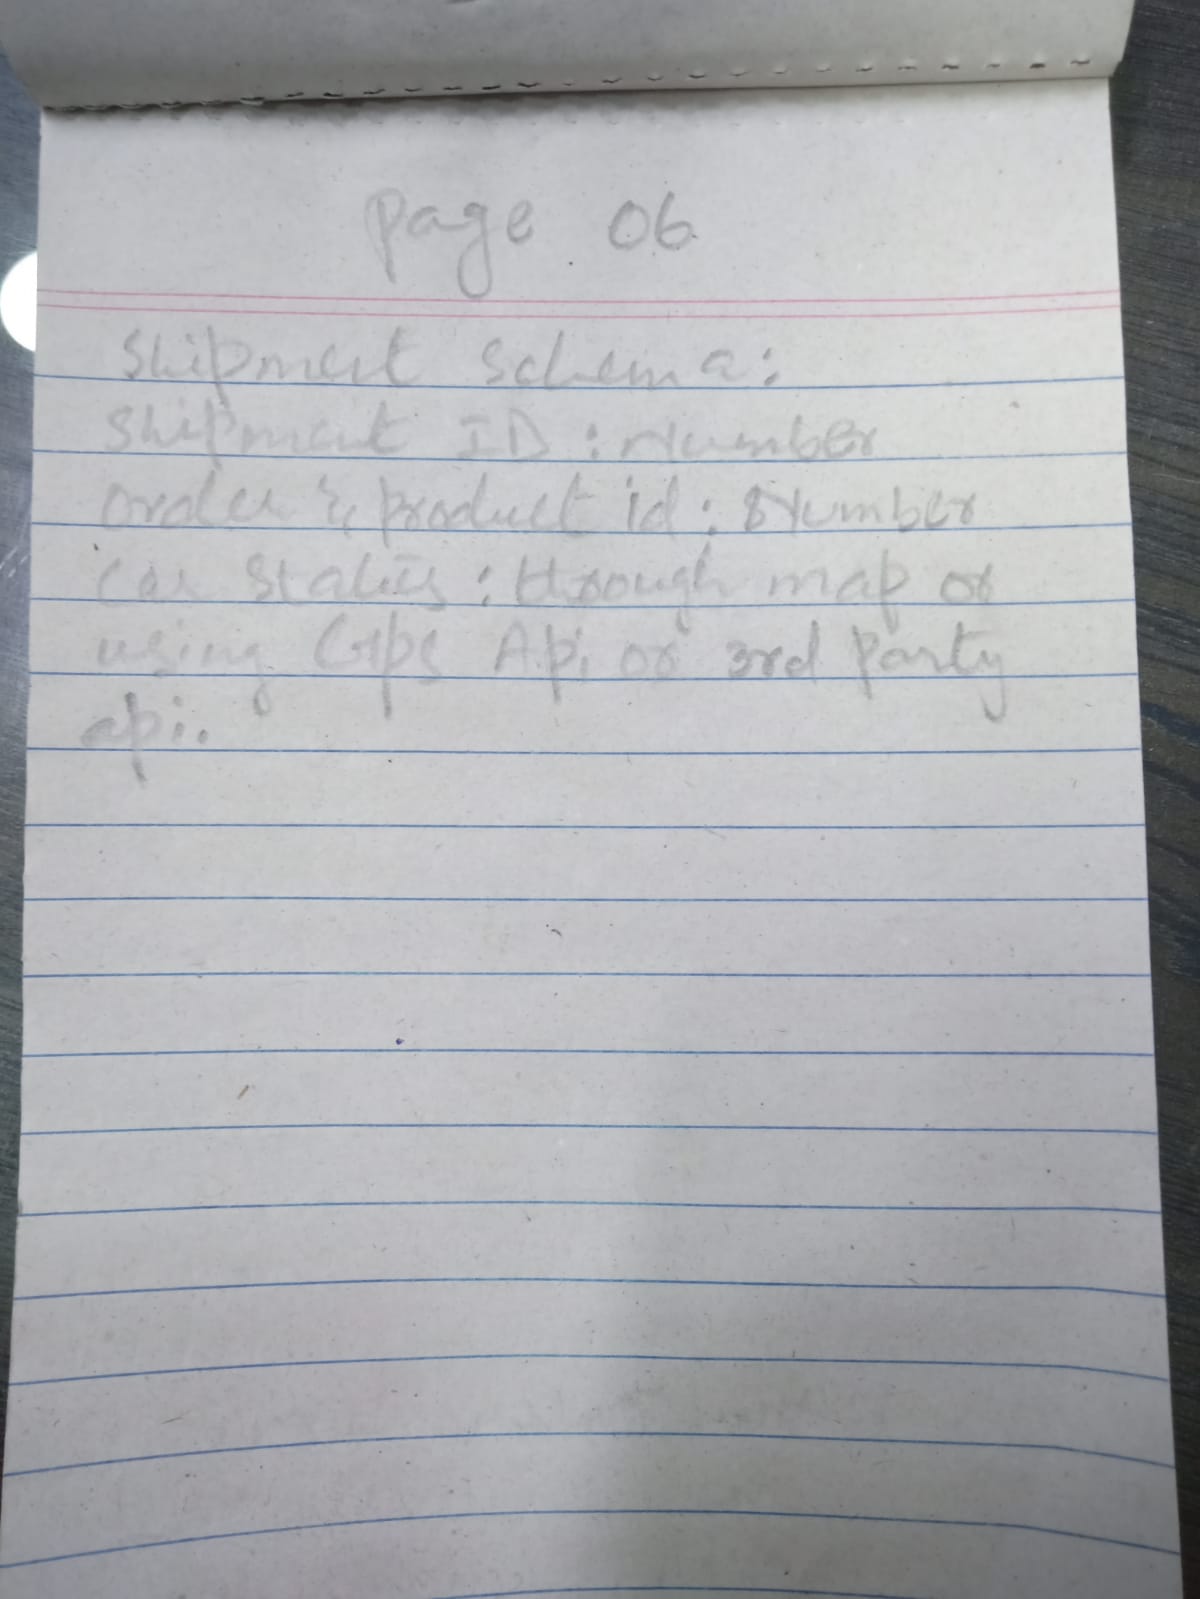 page 06
Shipment Schema:
Shipment ID : Number
order & product id : Number
Car Status : through map or
using Gps Api or 3rd party
api.